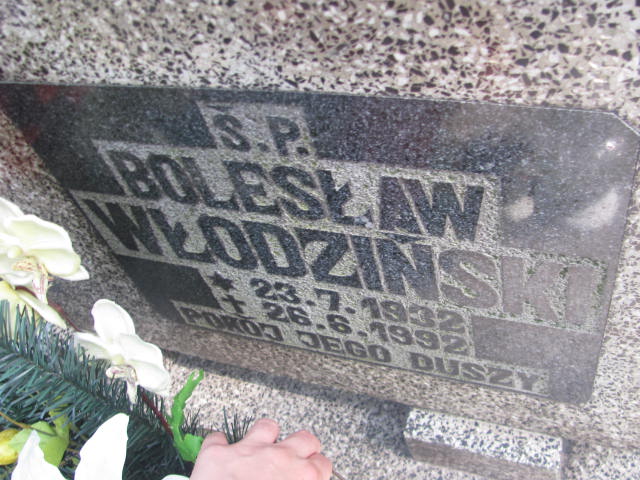 Ś.P.
BOLESŁAW
WŁODZIŃSKI
* 23.7.1932
† 26.6.1992
POKÓJ JEGO DUSZY